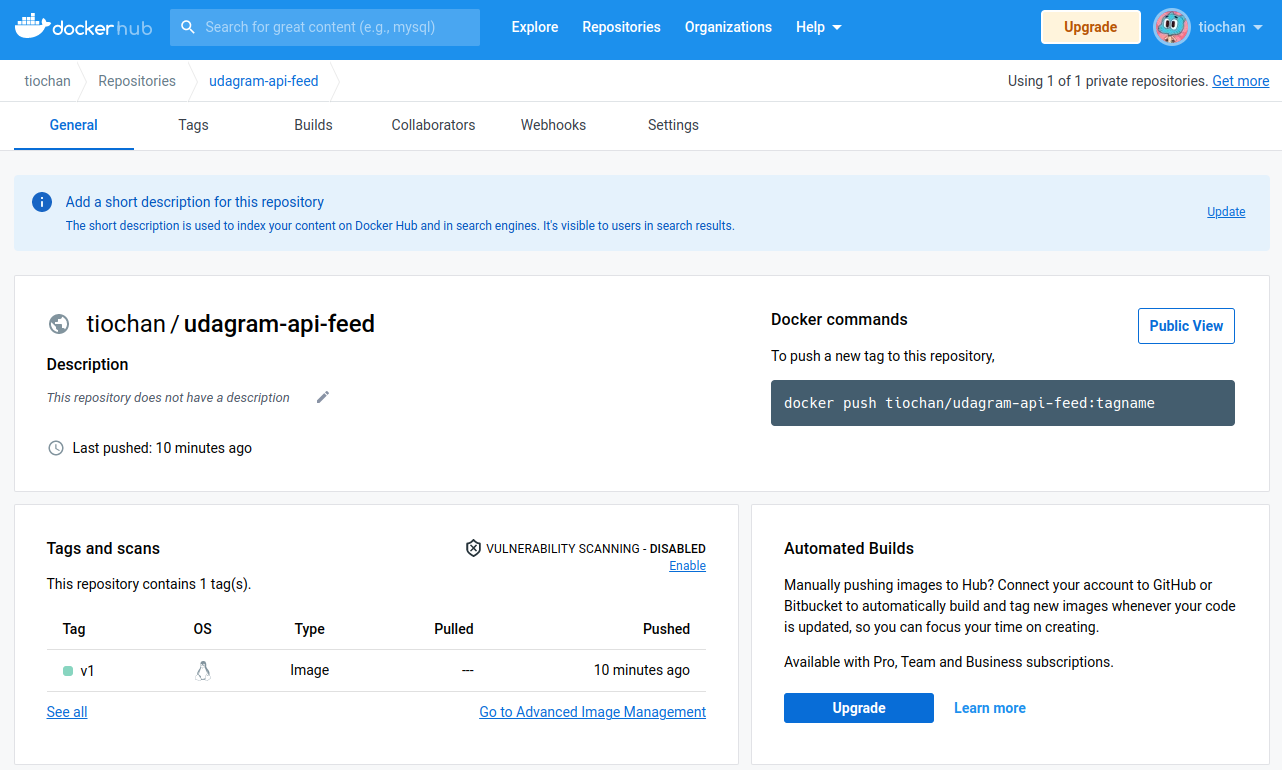 dockerhub
Search for great content (e.g., mysql)
Explore
Repositories
Organizations
Help
Upgrade
tiochan
tiochan
Repositories
udagram-api-feed
Using 1 of 1 private repositories. Get more
General
Tags
Builds
Collaborators
Webhooks
Settings
Add a short description for this repository
The short description is used to index your content on Docker Hub and in search engines. It's visible to users in search results.
Update
tiochan / udagram-api-feed
Description
This repository does not have a description
Last pushed: 10 minutes ago
Docker commands
Public View
To push a new tag to this repository,
docker push tiochan/udagram-api-feed:tagname
Tags and scans
VULNERABILITY SCANNING - DISABLED
Enable
This repository contains 1 tag(s).
Tag OS Type Pulled Pushed
v1 Image --- 10 minutes ago
See all
Go to Advanced Image Management
Automated Builds
Manually pushing images to Hub? Connect your account to GitHub or
Bitbucket to automatically build and tag new images whenever your code
is updated, so you can focus your time on creating.
Available with Pro, Team and Business subscriptions.
Upgrade
Learn more